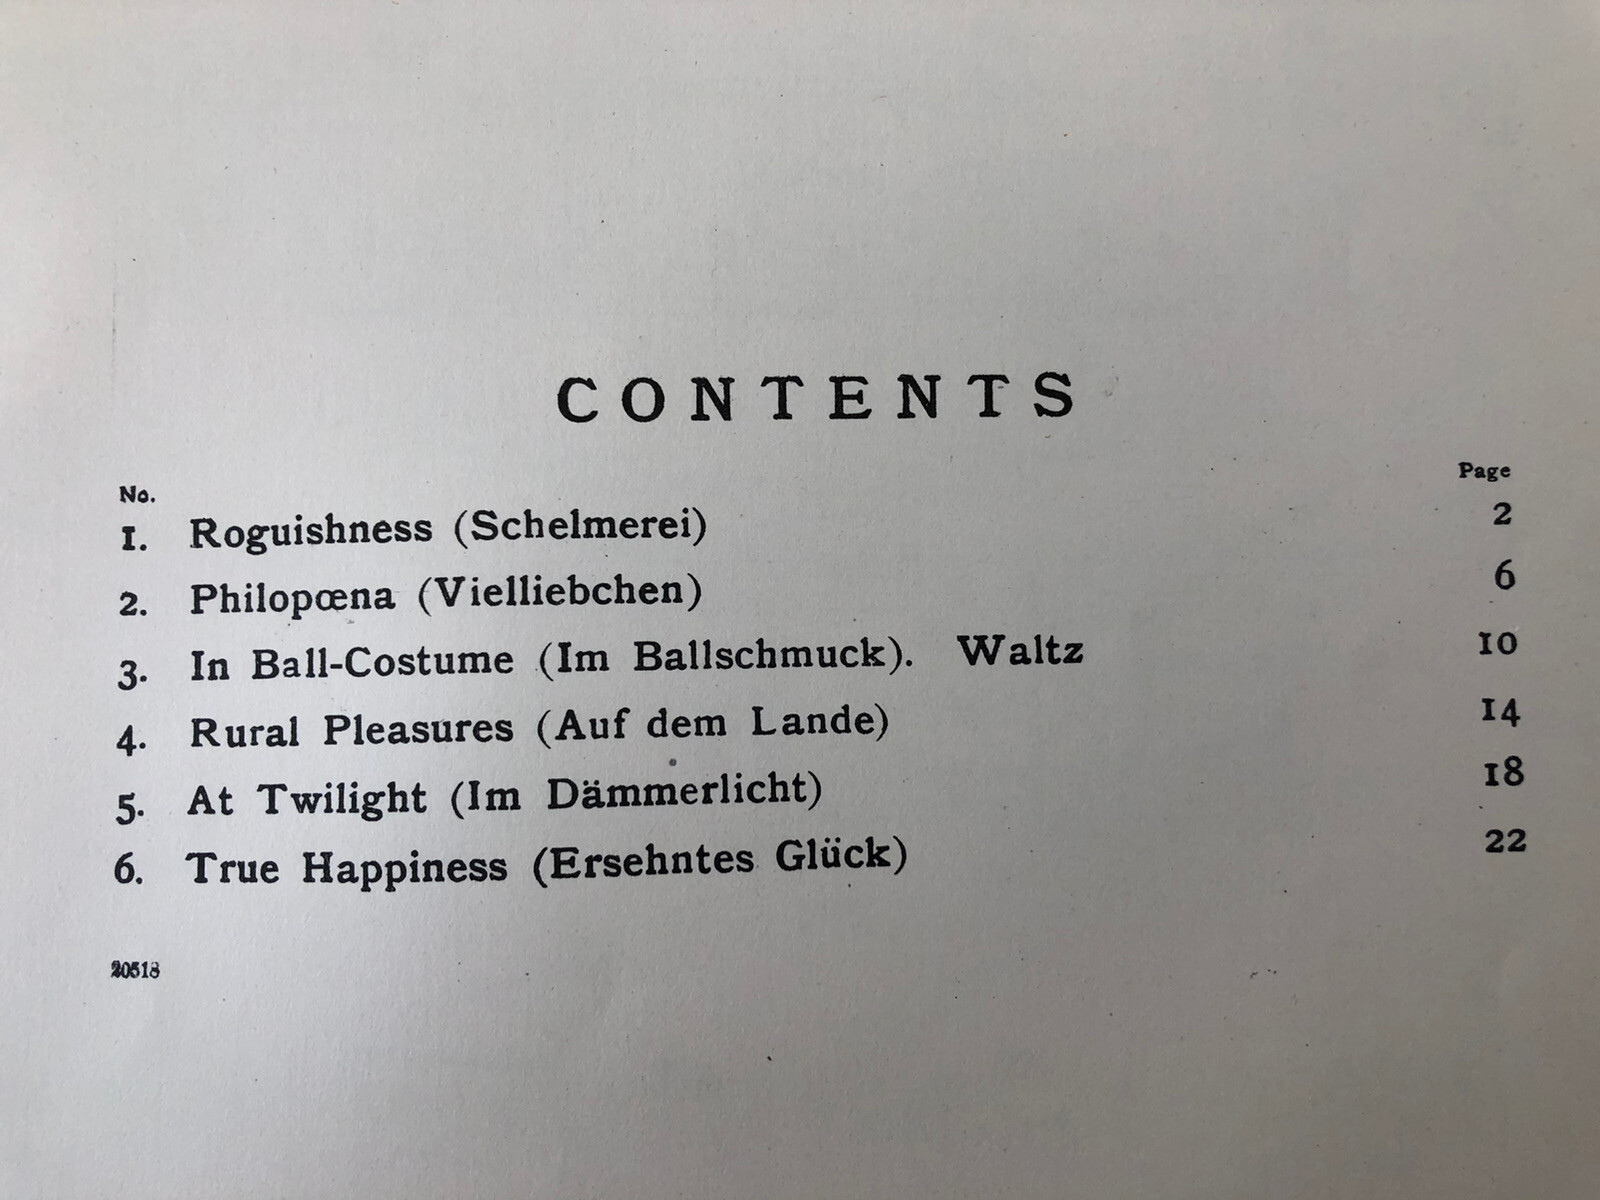 CONTENTS
No. Page
1. Roguishness (Schelmerei) 2
2. Philopœna (Vielliebchen) 6
3. In Ball-Costume (Im Ballschmuck). Waltz 10
4. Rural Pleasures (Auf dem Lande) 14
5. At Twilight (Im Dämmerlicht) 18
6. True Happiness (Ersehntes Glück) 22
20518